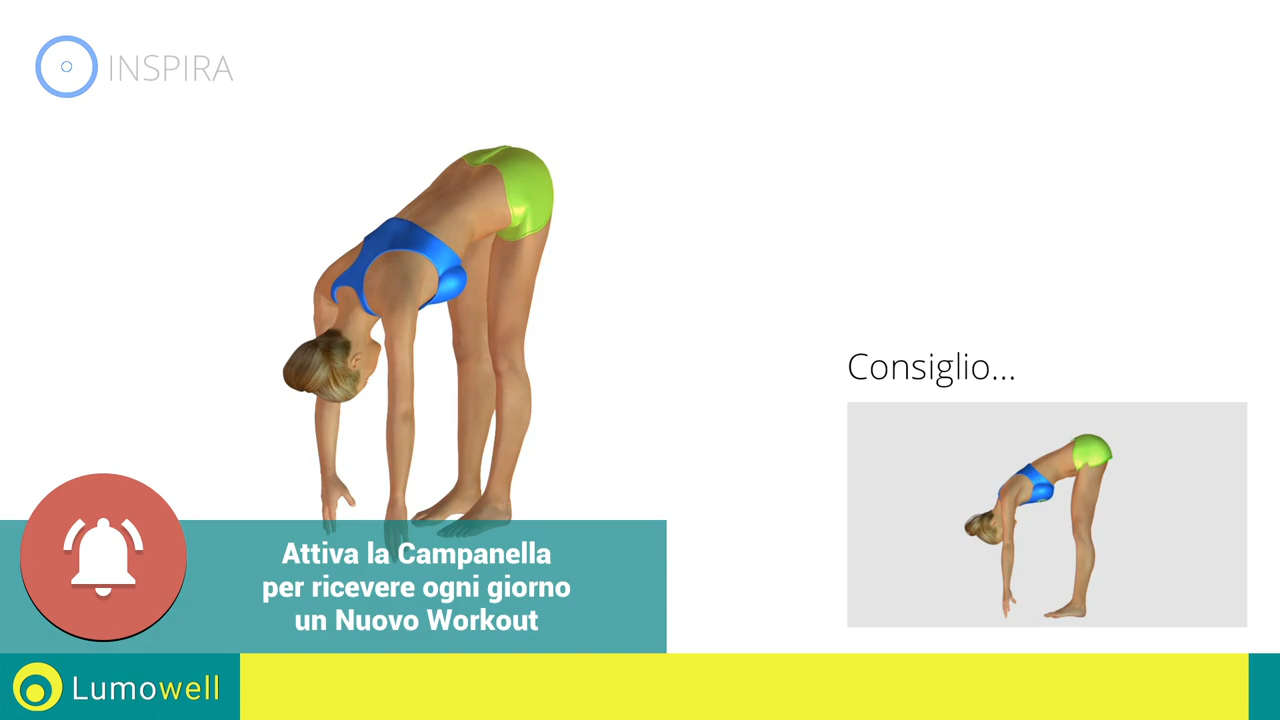 INSPIRA
Consiglio...
Attiva la Campanella
per ricevere ogni giorno
un Nuovo Workout
Lumowell